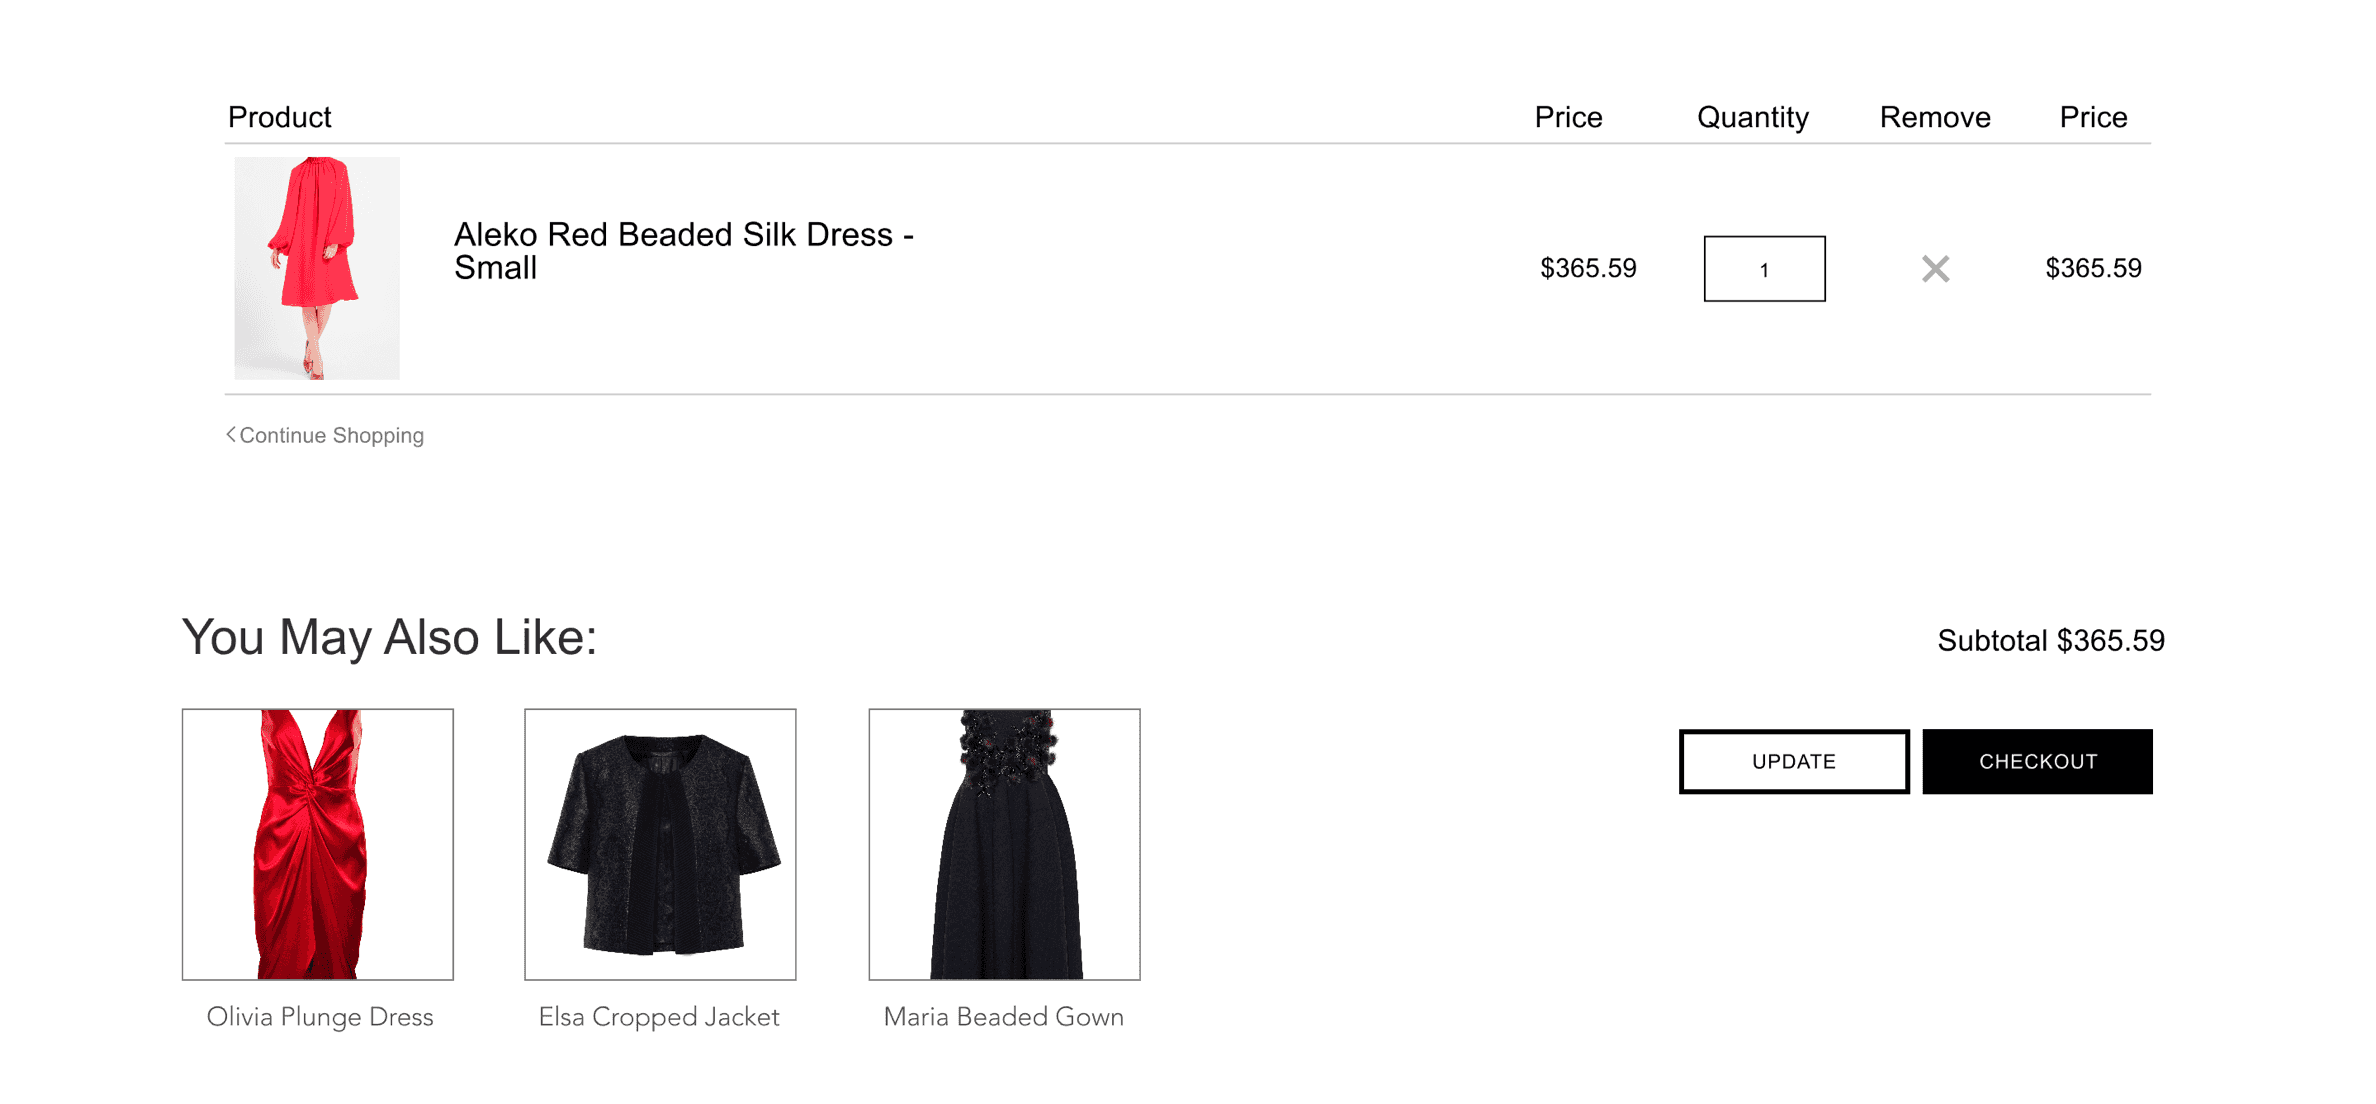 Product Price Quantity Remove Price
Aleko Red Beaded Silk Dress -
Small
$365.59 1 $365.59
Continue Shopping
You May Also Like:
Subtotal $365.59
UPDATE CHECKOUT
Olivia Plunge Dress Elsa Cropped Jacket Maria Beaded Gown